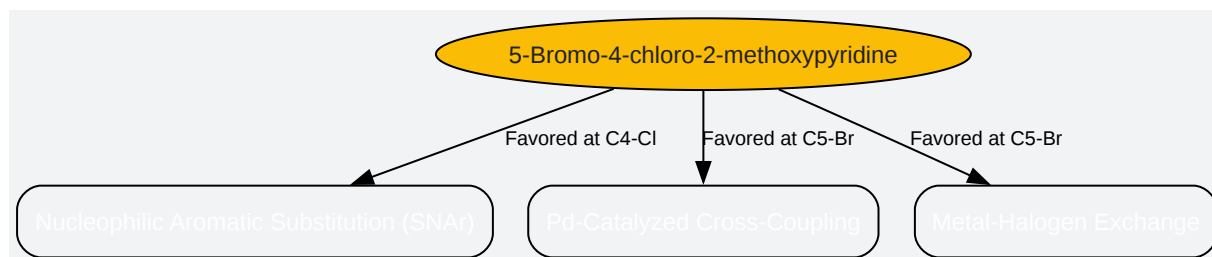 5-Bromo-4-chloro-2-methoxypyridine
Favored at C4-Cl
Favored at C5-Br
Favored at C5-Br
Nucleophilic Aromatic Substitution (SNAr)
Pd-Catalyzed Cross-Coupling
Metal-Halogen Exchange